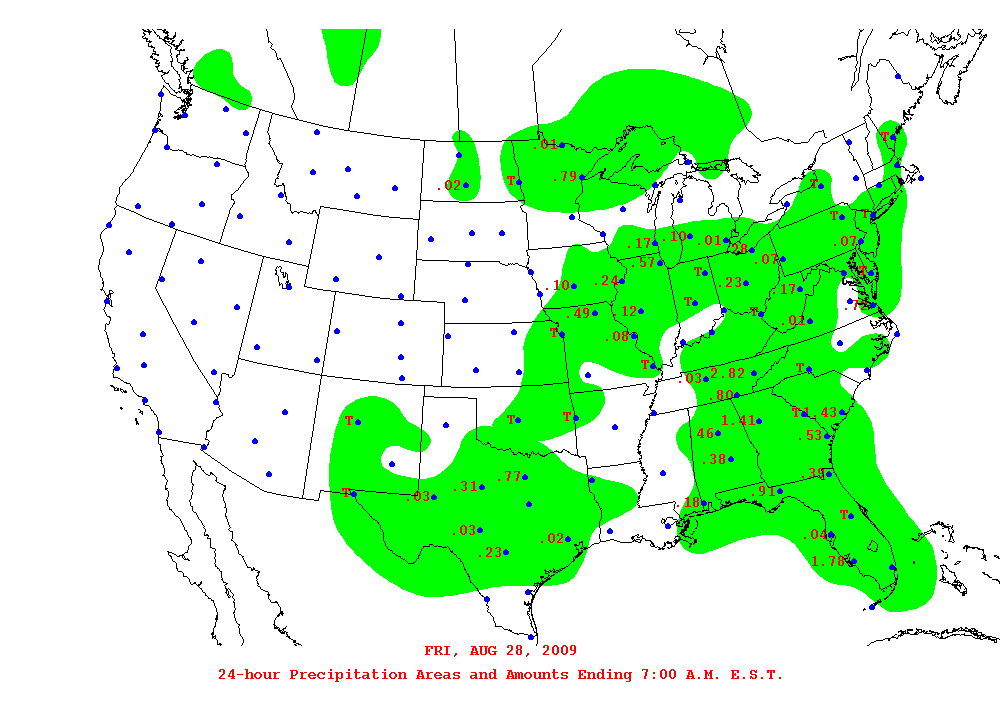 .01
.79
.02
T
T
T
T
T
.07
.17
.10
.01
.28
.07
.57
T
T
.10
.24
.23
.17
.7
T
.49
.12
T
.01
T
.08
T
T
.03
2.82
.80
T
T
T
1.41
T
1.43
.46
.53
.38
.77
.39
.31
.91
T
.03
.18
T
.03
.04
.02
.23
1.78
FRI, AUG 28, 2009
24-hour Precipitation Areas and Amounts Ending 7:00 A.M. E.S.T.